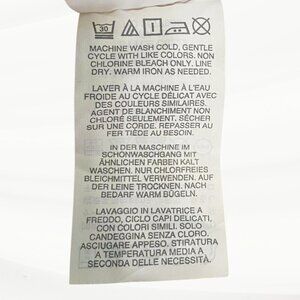 30
MACHINE WASH COLD, GENTLE
CYCLE WITH LIKE COLORS. NON
CHLORINE BLEACH ONLY. LINE
DRY. WARM IRON AS NEEDED.
LAVER À LA MACHINE À L'EAU
FROIDE AU CYCLE DÉLICAT AVEC
DES COULEURS SIMILAIRES.
AGENT DE BLANCHIMENT NON
CHLORÉ SEULEMENT. SÉCHER
SUR UNE CORDE. REPASSER AU
FER TIÈDE AU BESOIN.
IN DER MASCHINE IM
SCHONWASCHGANG MIT
ÄHNLICHEN FARBEN KALT
WASCHEN. NUR CHLORFREIES
BLEICHMITTEL VERWENDEN. AUF
DER LEINE TROCKNEN. NACH
BEDARF WARM BÜGELN.
LAVAGGIO IN LAVATRICE A
FREDDO, CICLO CAPI DELICATI,
CON COLORI SIMILI. SOLO
CANDEGGINA SENZA CLORO.
ASCIUGARE APPESO. STIRATURA
A TEMPERATURA MEDIA A
SECONDA DELLE NECESSITÀ.